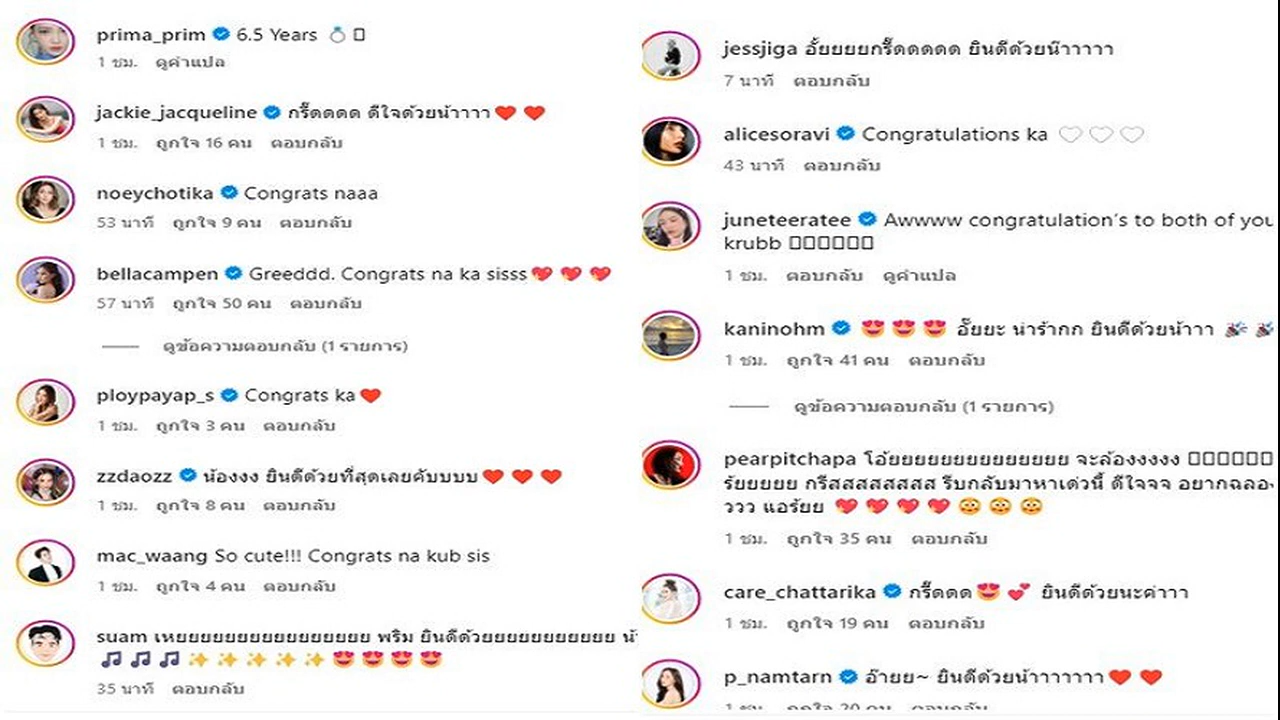 prima_prim 6.5 Years 💍 □
1 ชม. ดูคำแปล
jackie_jacqueline กรี๊ดดดด ดีใจด้วยน้าาาา❤️ ❤️
1 ชม. ถูกใจ 16 คน ตอบกลับ
noeychotika Congrats naaa
53 นาที ถูกใจ 9 คน ตอบกลับ
bellacampen Greeddd. Congrats na ka sisss💖 💖 💖
57 นาที ถูกใจ 50 คน ตอบกลับ
ดูข้อความตอบกลับ (1 รายการ)
ploypayap_s Congrats ka❤️
1 ชม. ถูกใจ 3 คน ตอบกลับ
zzdaozz น้องงง ยินดีด้วยที่สุดเลยคับบบบ❤️ ❤️ ❤️
1 ชม. ถูกใจ 8 คน ตอบกลับ
mac_waang So cute!!! Congrats na kub sis
1 ชม. ถูกใจ 4 คน ตอบกลับ
suam เหยยยยยยยยยยยยยยยย พริม ยินดีด้วยยยยยยยยยยย
🎵 🎵 🎵 ✨ ✨ ✨ ✨ ✨ 😍 😍 😍 😍
35 นาที ตอบกลับ
jessjiga อั้ยยยยกรี๊ดดดดด ยินดีด้วยน๊าาาาา
7 นาที ตอบกลับ
alicesoravi Congratulations ka 🤍 🤍 🤍
43 นาที ตอบกลับ
juneteeratee Awwww congratulation's to both of you
krubb □□□□□□
1 ชม. ตอบกลับ ดูคำแปล
kaninohm 😍 😍 😍 อั๊ยยะ น่าร้ากก ยินดีด้วยน้าาา 🎉 🎉
1 ชม. ถูกใจ 41 คน ตอบกลับ
ดูข้อความตอบกลับ (1 รายการ)
pearpitchapa โอ้ยยยยยยยยยยยยยย จะล้องงงงง □□□□□□
ร้ยยยยย กรีสสสสสสสสส รีบกลับมาหาเด่วนี้ ดีใจจจ อยากฉลอง
ววว แอร้ยย 💖 💖 💖 💖 😳 😳 😳
1 ชม. ถูกใจ 35 คน ตอบกลับ
care_chattarika กรี๊ดดด😍 💕 ยินดีด้วยนะค่าาา
1 ชม. ถูกใจ 19 คน ตอบกลับ
p_namtarn อ๊ายย~ ยินดีด้วยน้าาาาาาา❤️ ❤️
1 ชม. ถูกใจ 20 คน ตอบกลับ